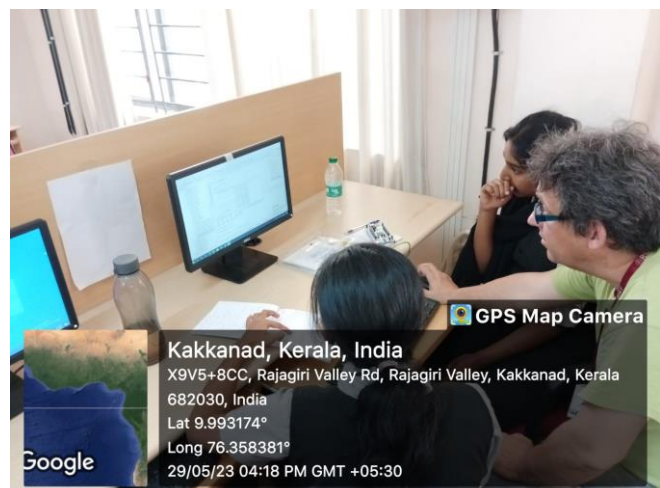 GPS Map Camera
Kakkanad, Kerala, India
X9V5+8CC, Rajagiri Valley Rd, Rajagiri Valley, Kakkanad, Kerala
682030, India
Lat 9.993174°
Long 76.358381°
29/05/23 04:18 PM GMT +05:30
Google